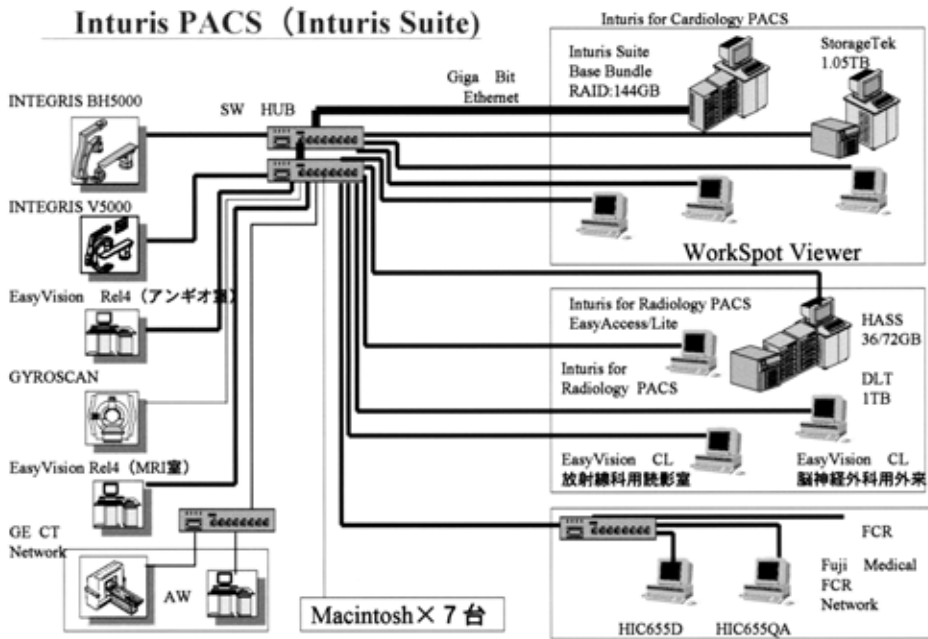 Inturis PACS（Inturis Suite)
Inturis for Cardiology PACS
Inturis Suite
Base Bundle
RAID:144GB
StorageTek
1.05TB
Giga Bit
Ethernet
SW HUB
INTEGRIS BH5000
INTEGRIS V5000
WorkSpot Viewer
EasyVision Rel4（アンギオ室）
Inturis for Radiology PACS
EasyAccess/Lite
HASS
36/72GB
Inturis for
Radiology PACS
DLT
1TB
GYROSCAN
EasyVision Rel4（MRI室）
EasyVision CL
放射線科用読影室
EasyVision CL
脳神経外科用外来
GE CT
Network
AW
Macintosh×７台
FCR
Fuji Medical
FCR
Network
HIC655D
HIC655QA